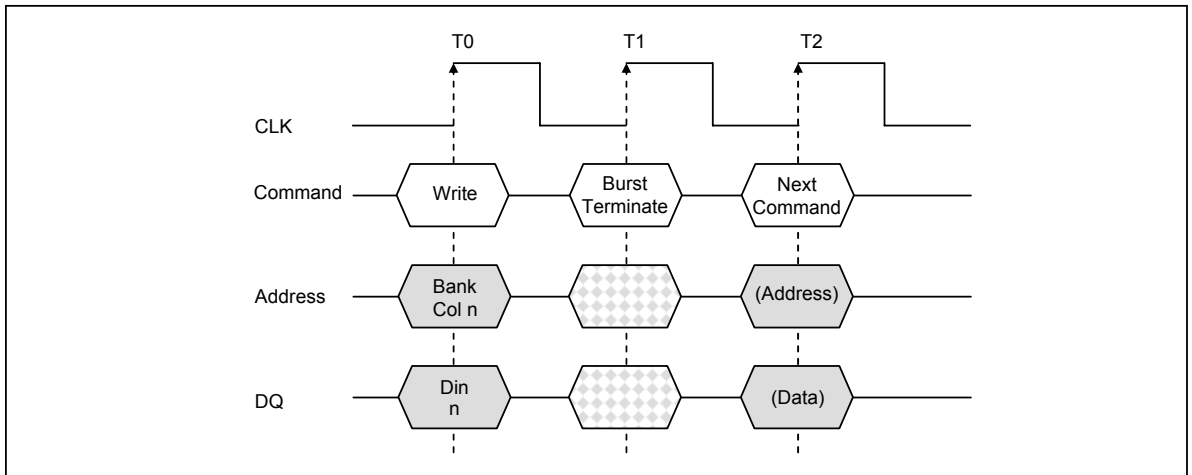 T0 T1 T2
CLK
Command Write Burst Terminate Next Command
Address Bank Col n (Address)
DQ Din n (Data)